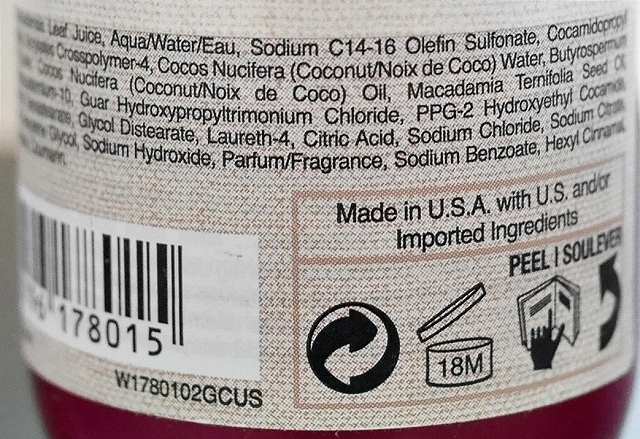 Leaf Juice, Aqua/Water/Eau, Sodium C14-16 Olefin Sulfonate, Cocamidopropyl
Crosspolymer-4, Cocos Nucifera (Coconut/Noix de Coco) Water, Butyrospermum
Cocos Nucifera (Coconut/Noix de Coco) Oil, Macadamia Ternifolia Seed Oil,
Guar Hydroxypropyltrimonium Chloride, PPG-2 Hydroxyethyl Cocamide,
Glycol Distearate, Laureth-4, Citric Acid, Sodium Chloride, Sodium Citrate,
Glycol, Sodium Hydroxide, Parfum/Fragrance, Sodium Benzoate, Hexyl Cinnamal,
Made in U.S.A. with U.S. and/or
Imported Ingredients
PEEL | SOULEVER
18M
178015
W1780102GCUS